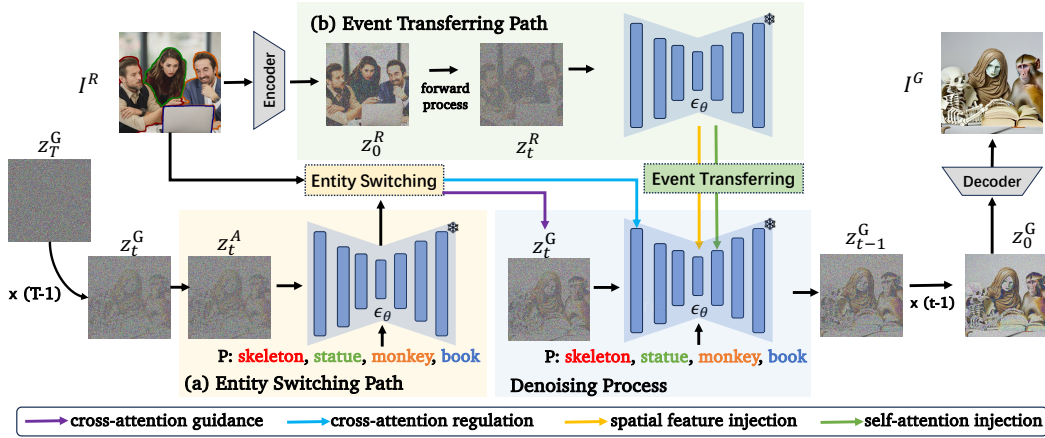 (b) Event Transferring Path
I^R
Encoder
forward
process
ϵ_θ
I^G
z_0^R
z_t^R
z_T^G
Entity Switching
Event Transferring
Decoder
z_t^G
z_t^A
z_t^G
z_{t-1}^G
z_0^G
x (T-1)
x (t-1)
ϵ_θ
ϵ_θ
P: skeleton, statue, monkey, book
P: skeleton, statue, monkey, book
(a) Entity Switching Path
Denoising Process
cross-attention guidance
cross-attention regulation
spatial feature injection
self-attention injection